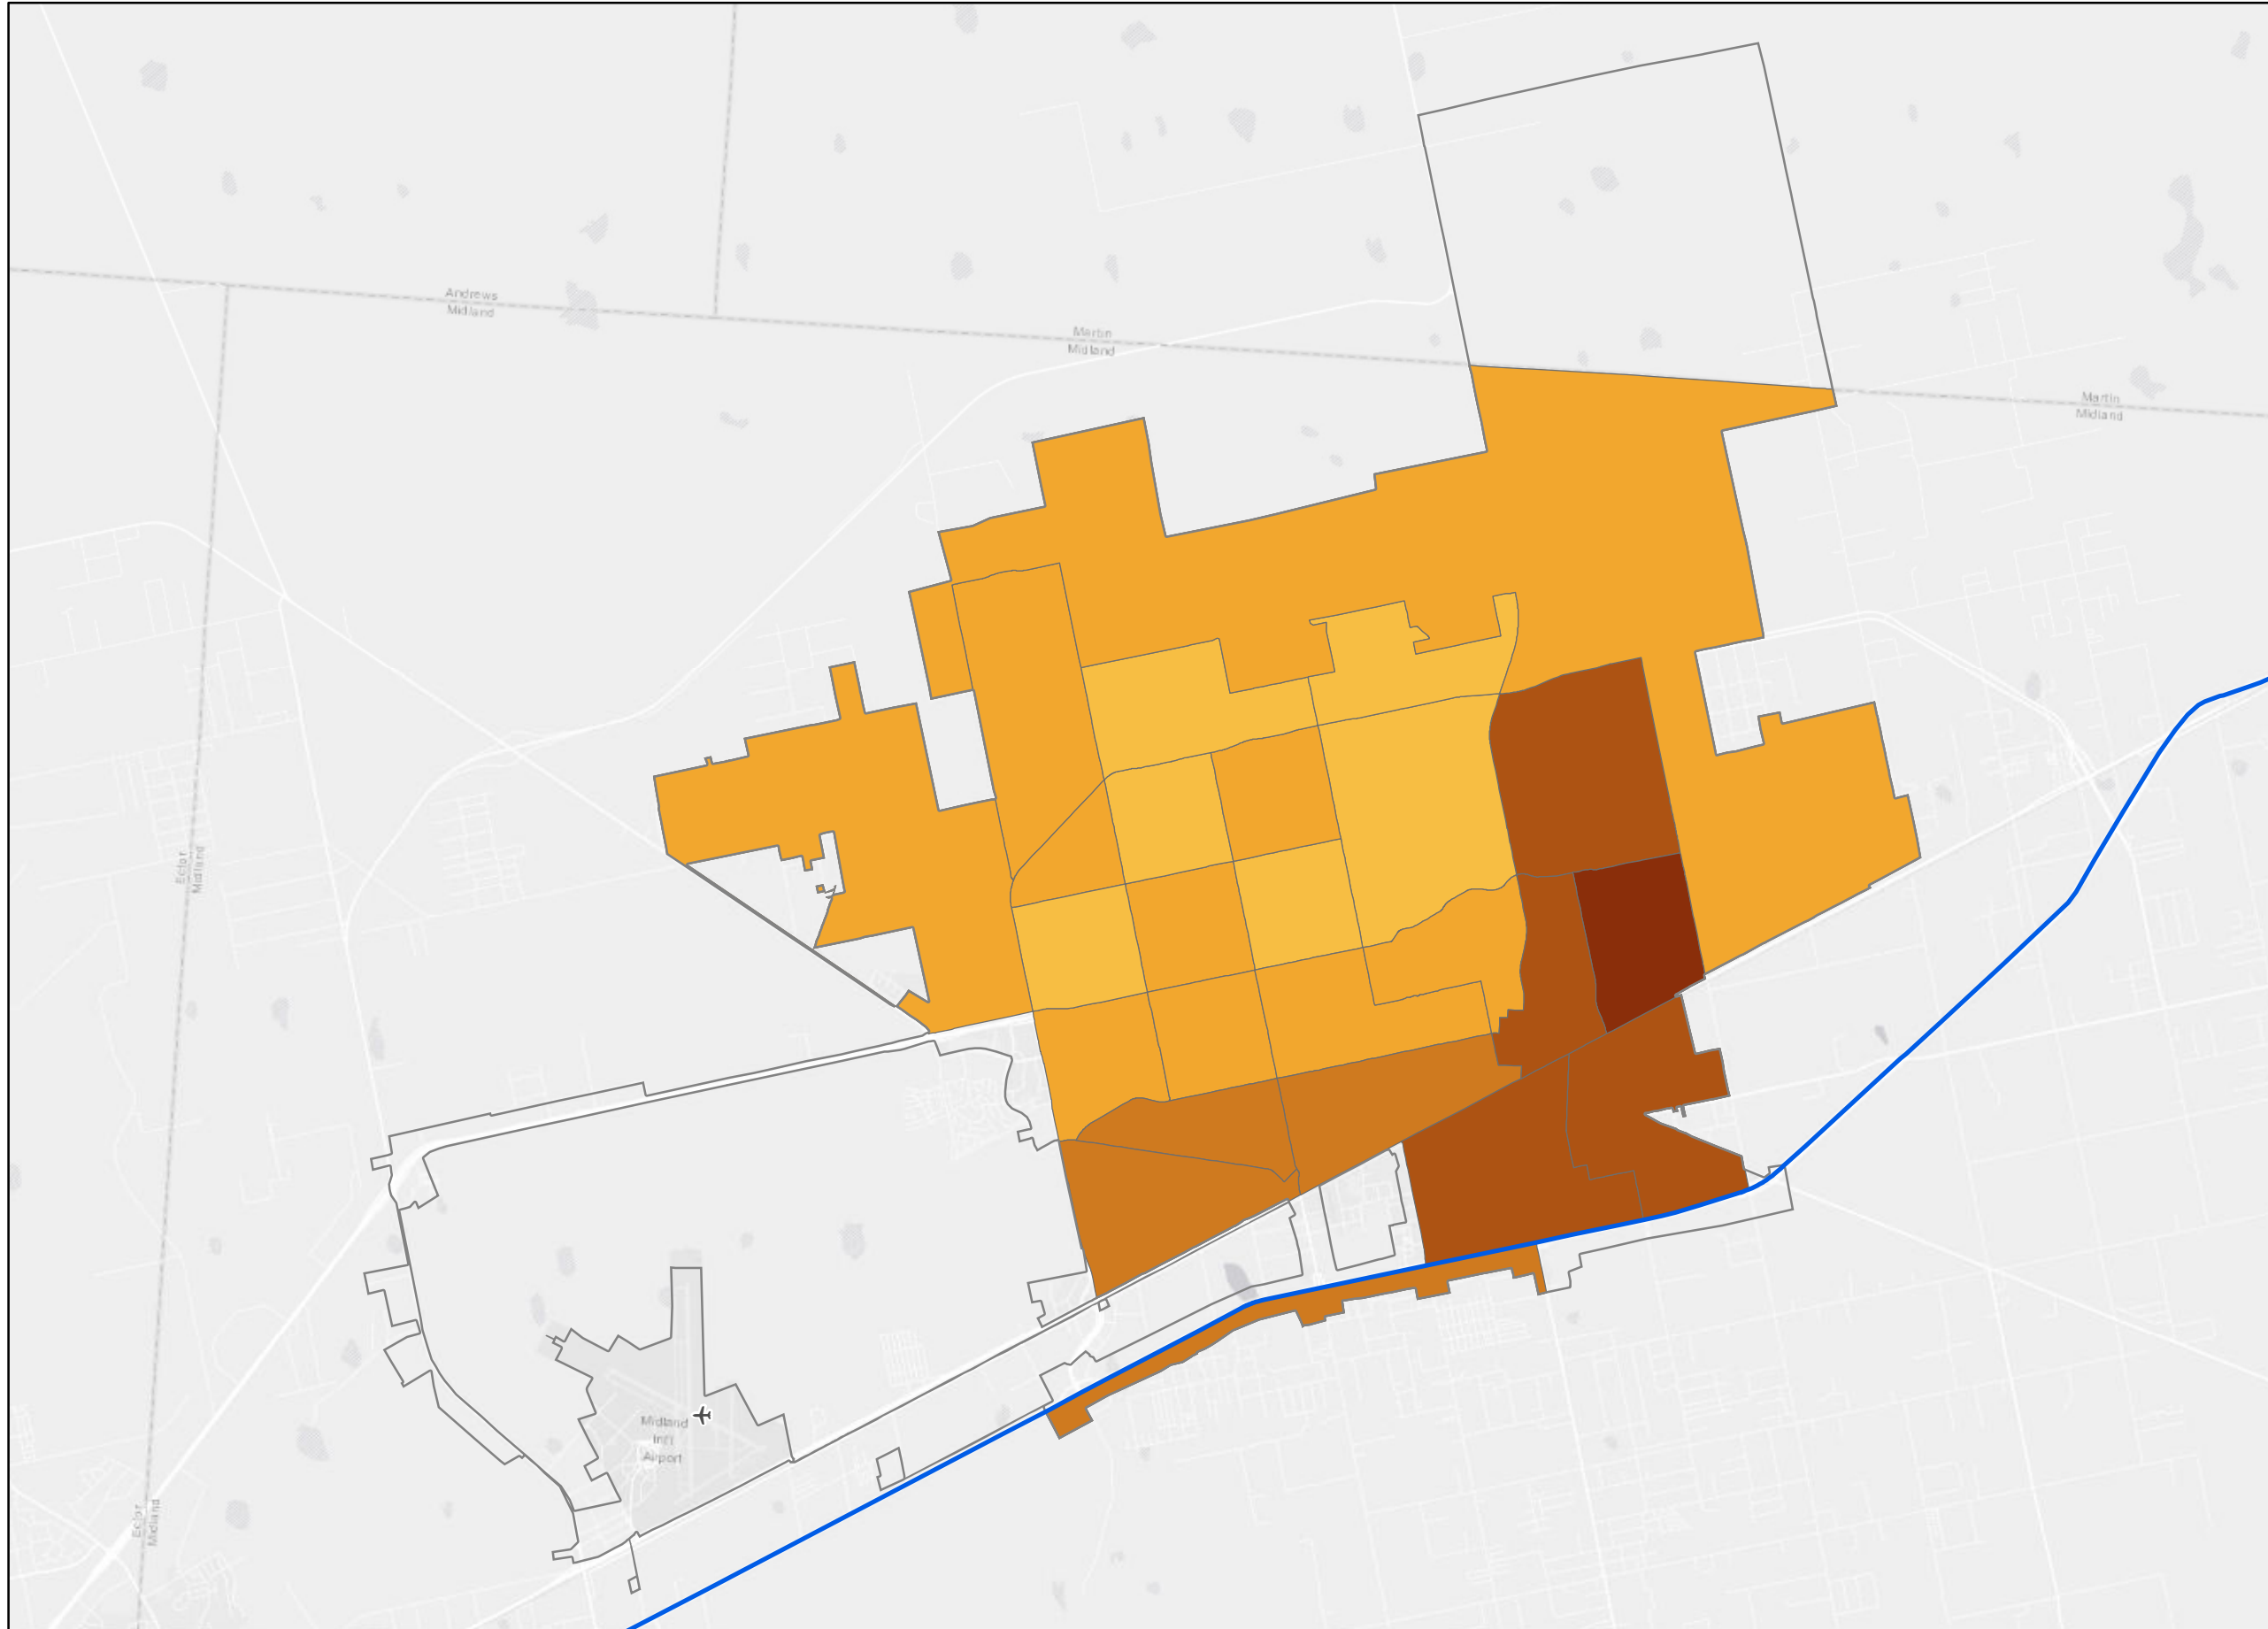 Andrews
Midland
Martin
Midland
Martin
Midland
Ector
Midland
Midland
Int'l
Airport
Ector
Midland